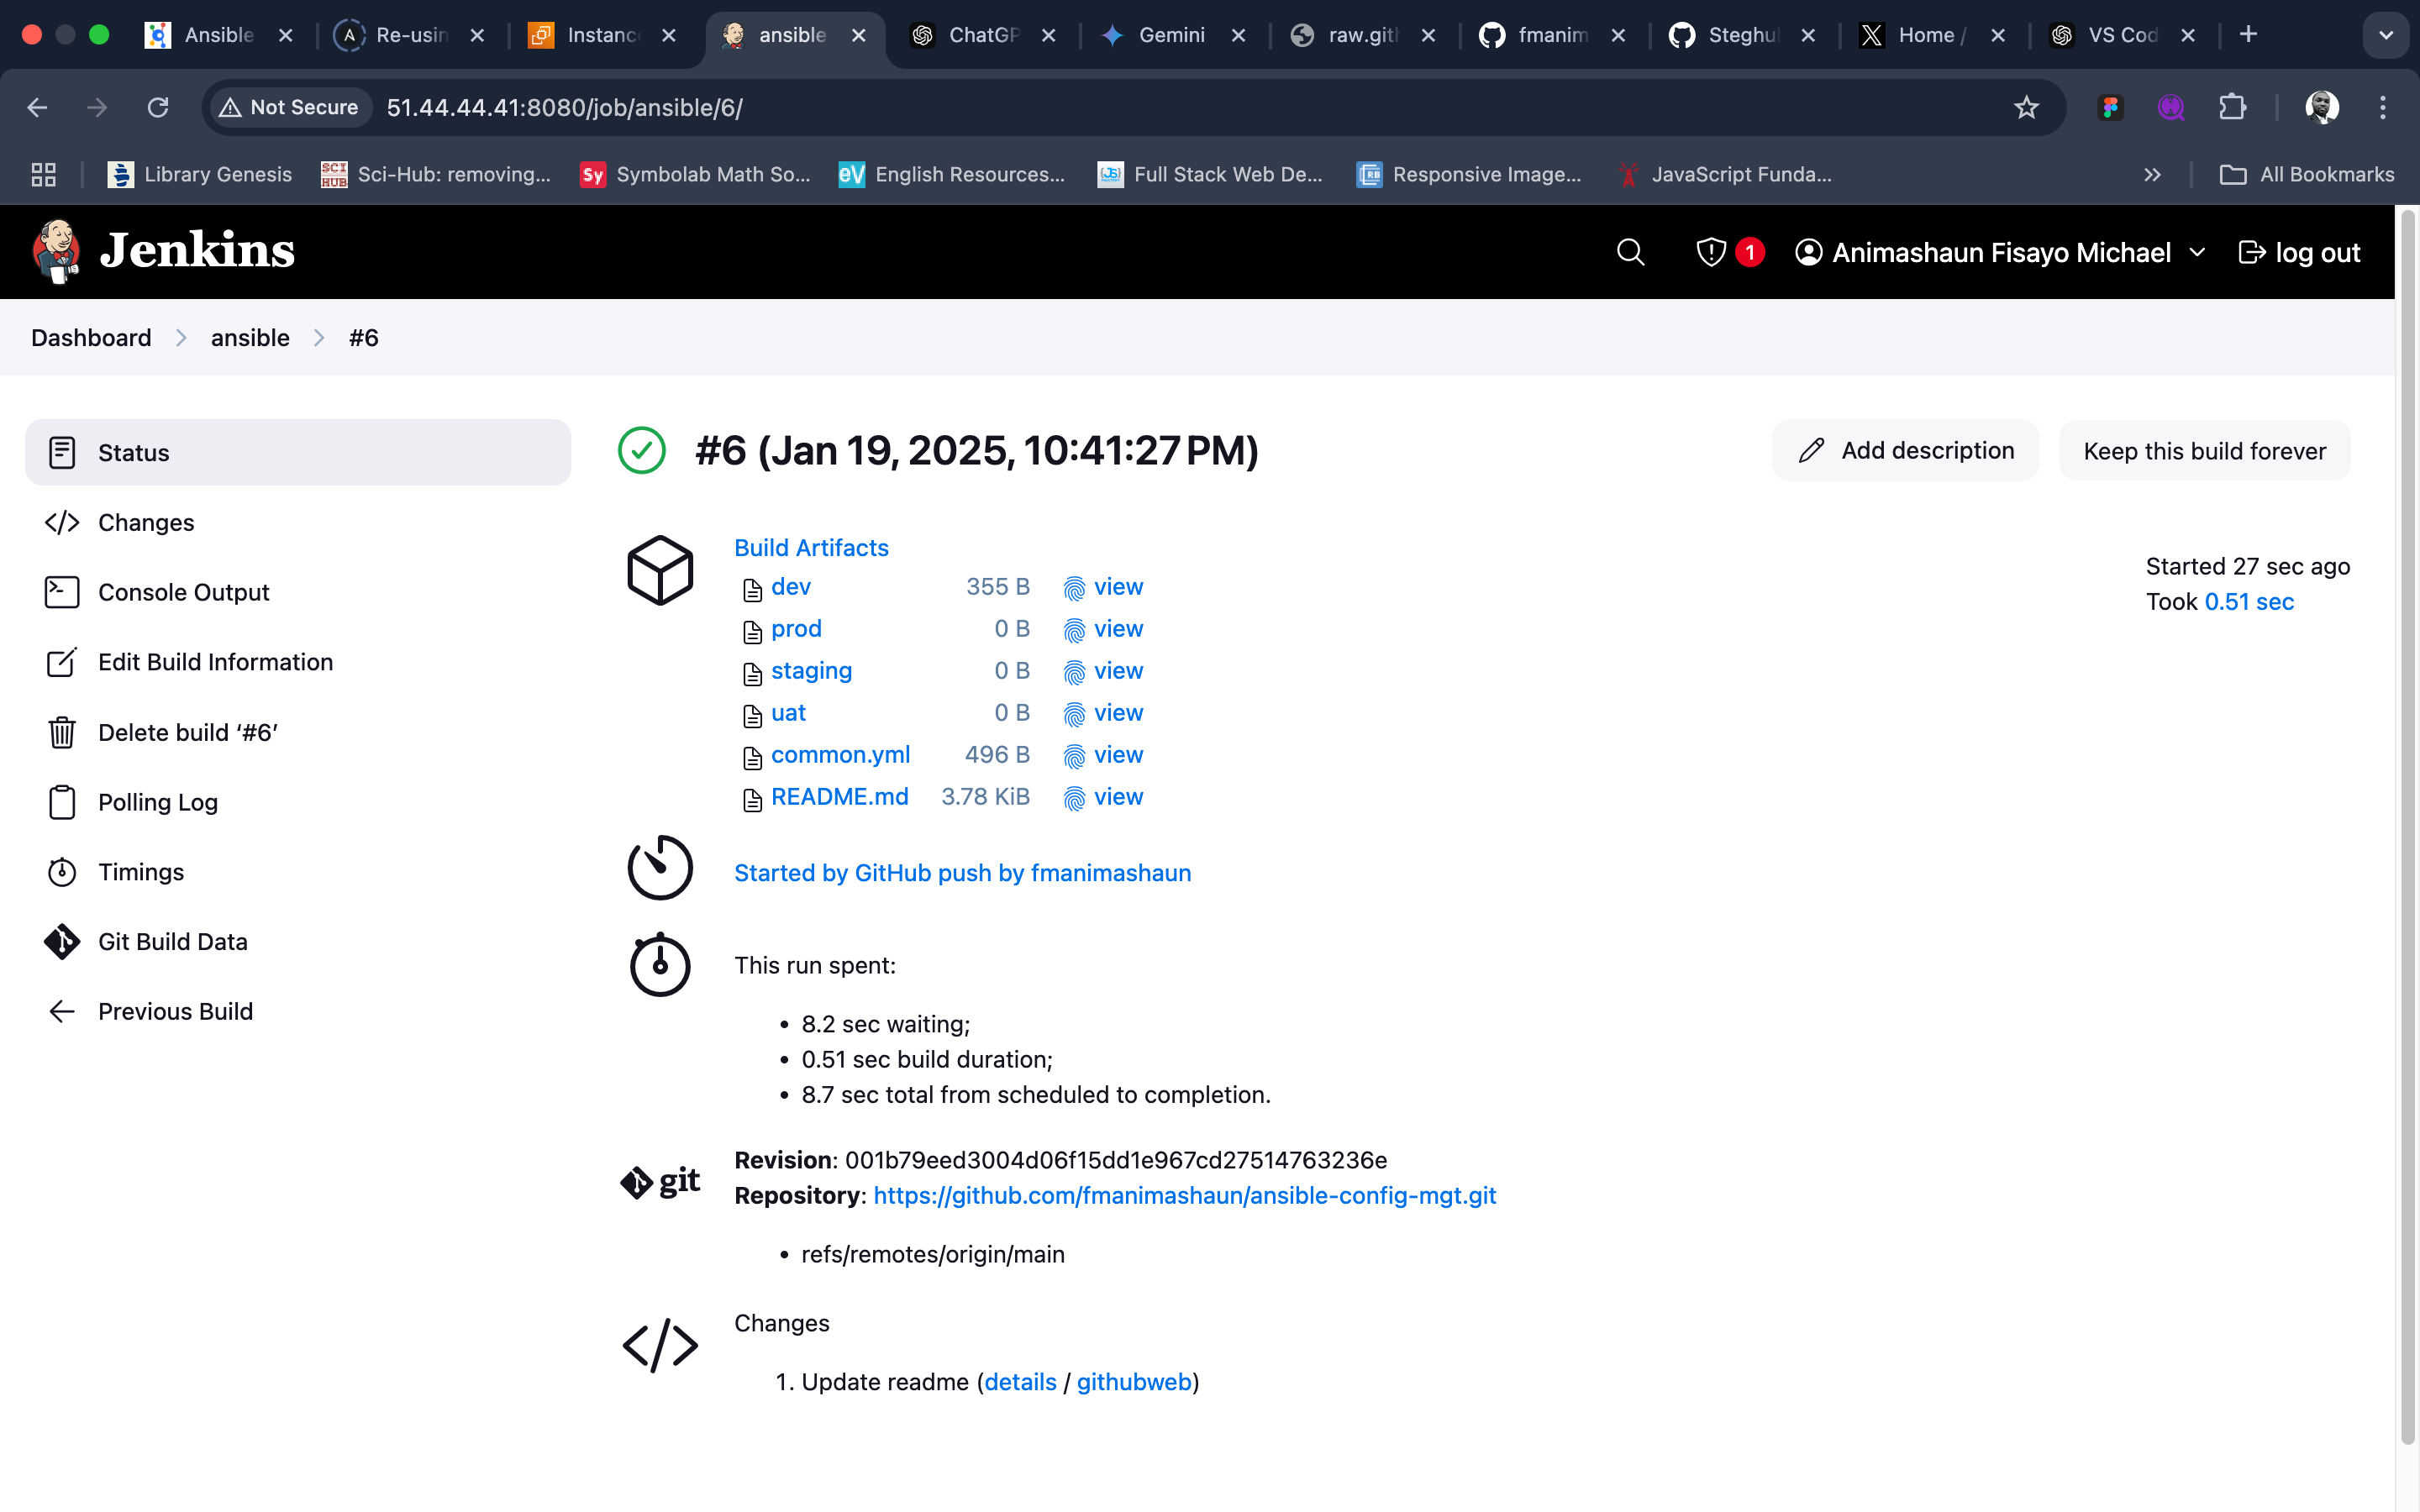 Ansible
Re-usin
Instanc
ansible
ChatGP
Gemini
raw.git
fmanim
Steghu
Home /
VS Cod
Not Secure
51.44.44.41:8080/job/ansible/6/
Library Genesis
SCI HUB
Sci-Hub: removing...
Sy
Symbolab Math So...
eV
English Resources...
Full Stack Web De...
Responsive Image...
JavaScript Funda...
All Bookmarks
Jenkins
1
Animashaun Fisayo Michael
log out
Dashboard
ansible
#6
Status
Changes
Console Output
Edit Build Information
Delete build ‘#6’
Polling Log
Timings
Git Build Data
Previous Build
#6 (Jan 19, 2025, 10:41:27 PM)
Add description
Keep this build forever
Started 27 sec ago
Took 0.51 sec
Build Artifacts
dev 355 B view
prod 0 B view
staging 0 B view
uat 0 B view
common.yml 496 B view
README.md 3.78 KiB view
Started by GitHub push by fmanimashaun
This run spent:
• 8.2 sec waiting;
• 0.51 sec build duration;
• 8.7 sec total from scheduled to completion.
git
Revision: 001b79eed3004d06f15dd1e967cd27514763236e
Repository: https://github.com/fmanimashaun/ansible-config-mgt.git
• refs/remotes/origin/main
Changes
1. Update readme (details / githubweb)